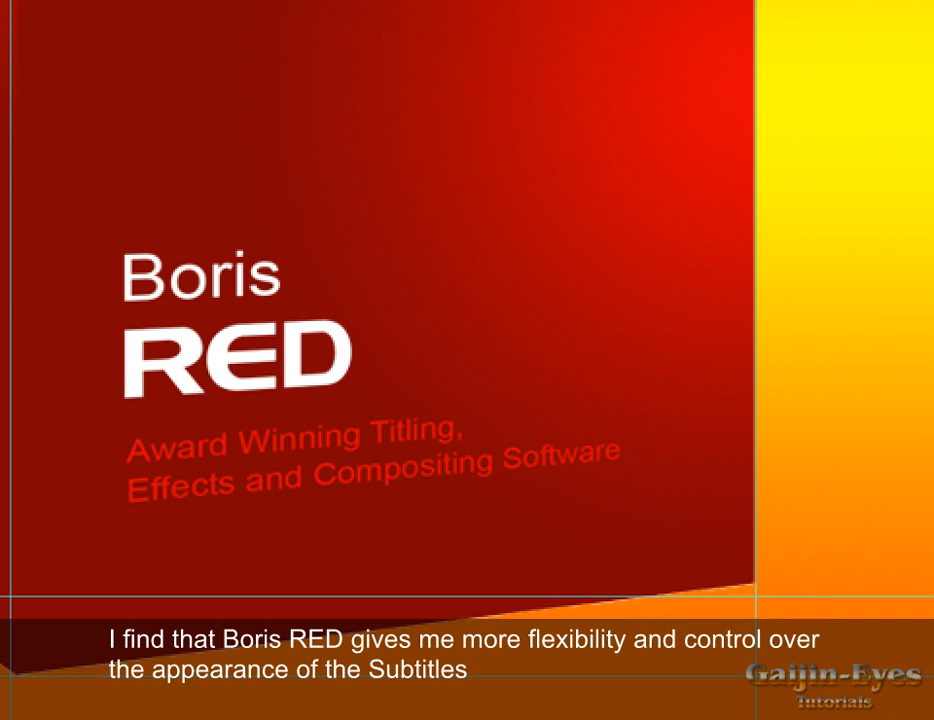 Boris
RED
Award Winning Titling,
Effects and Compositing Software
I find that Boris RED gives me more flexibility and control over
the appearance of the Subtitles
Gaijin-Eyes
Tutorials